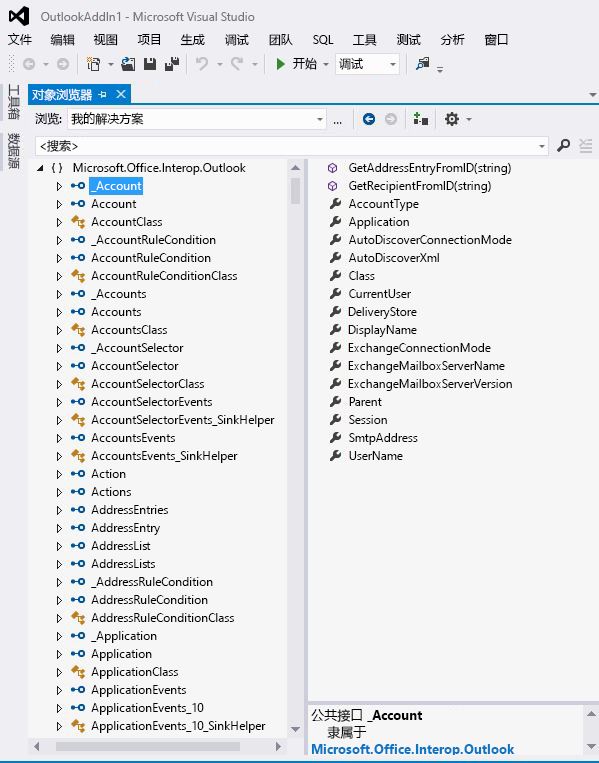 OutlookAddIn1 - Microsoft Visual Studio
文件 编辑 视图 项目 生成 调试 团队 SQL 工具 测试 分析 窗口
开始 调试
工具箱
数据源
对象浏览器
浏览: 我的解决方案 ...
<搜索>
{ } Microsoft.Office.Interop.Outlook
_Account
Account
AccountClass
_AccountRuleCondition
AccountRuleCondition
AccountRuleConditionClass
_Accounts
Accounts
AccountsClass
_AccountSelector
AccountSelector
AccountSelectorClass
AccountSelectorEvents
AccountSelectorEvents_SinkHelper
AccountsEvents
AccountsEvents_SinkHelper
Action
Actions
AddressEntries
AddressEntry
AddressList
AddressLists
_AddressRuleCondition
AddressRuleCondition
AddressRuleConditionClass
_Application
Application
ApplicationClass
ApplicationEvents
ApplicationEvents_10
ApplicationEvents_10_SinkHelper
GetAddressEntryFromID(string)
GetRecipientFromID(string)
AccountType
Application
AutoDiscoverConnectionMode
AutoDiscoverXml
Class
CurrentUser
DeliveryStore
DisplayName
ExchangeConnectionMode
ExchangeMailboxServerName
ExchangeMailboxServerVersion
Parent
Session
SmtpAddress
UserName
公共接口 _Account
隶属于
Microsoft.Office.Interop.Outlook